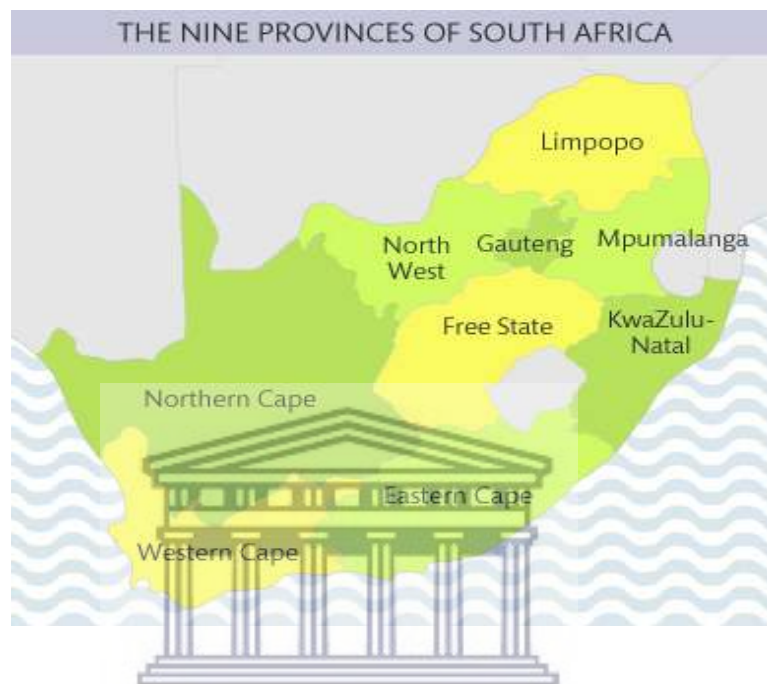 THE NINE PROVINCES OF SOUTH AFRICA
Limpopo
North
West
Gauteng
Mpumalanga
Free State
KwaZulu-
Natal
Northern Cape
Eastern Cape
Western Cape